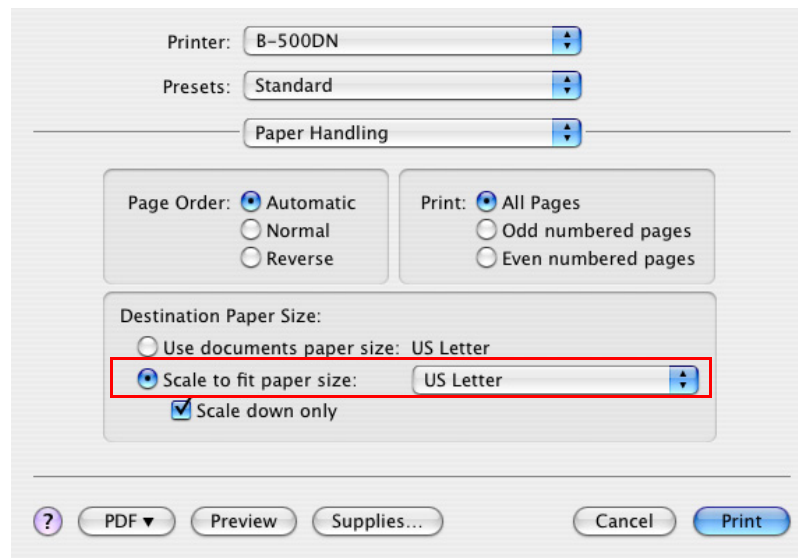 Printer: B-500DN
Presets: Standard
Paper Handling
Page Order: Automatic
Normal
Reverse
Print: All Pages
Odd numbered pages
Even numbered pages
Destination Paper Size:
Use documents paper size: US Letter
Scale to fit paper size: US Letter
Scale down only
? PDF▼ Preview Supplies... Cancel Print